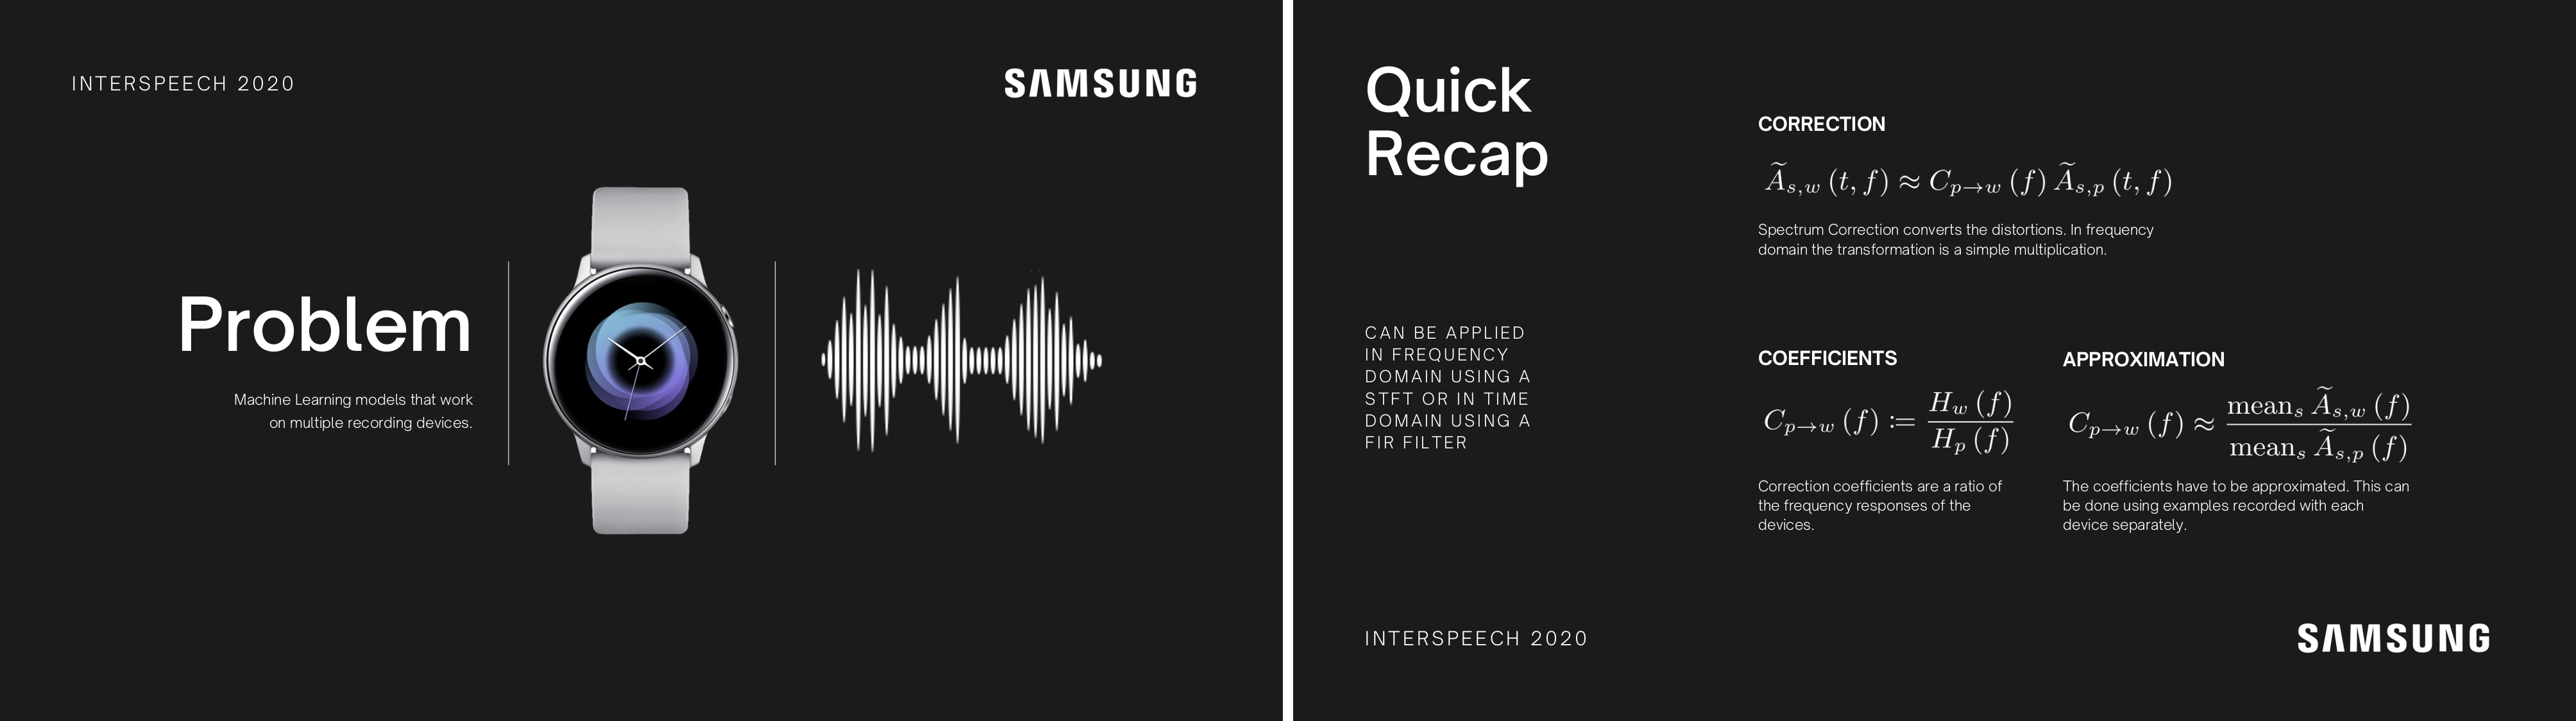 INTERSPEECH 2020
SAMSUNG
Problem
Machine Learning models that work
on multiple recording devices.
Quick
Recap
CAN BE APPLIED
IN FREQUENCY
DOMAIN USING A
STFT OR IN TIME
DOMAIN USING A
FIR FILTER
CORRECTION
Ã_{s,w} (t, f) ≈ C_{p→w} (f) Ã_{s,p} (t, f)
Spectrum Correction converts the distortions. In frequency
domain the transformation is a simple multiplication.
COEFFICIENTS
C_{p→w} (f) := H_w (f) / H_p (f)
Correction coefficients are a ratio of
the frequency responses of the
devices.
APPROXIMATION
C_{p→w} (f) ≈ mean_s Ã_{s,w} (f) / mean_s Ã_{s,p} (f)
The coefficients have to be approximated. This can
be done using examples recorded with each
device separately.
INTERSPEECH 2020
SAMSUNG